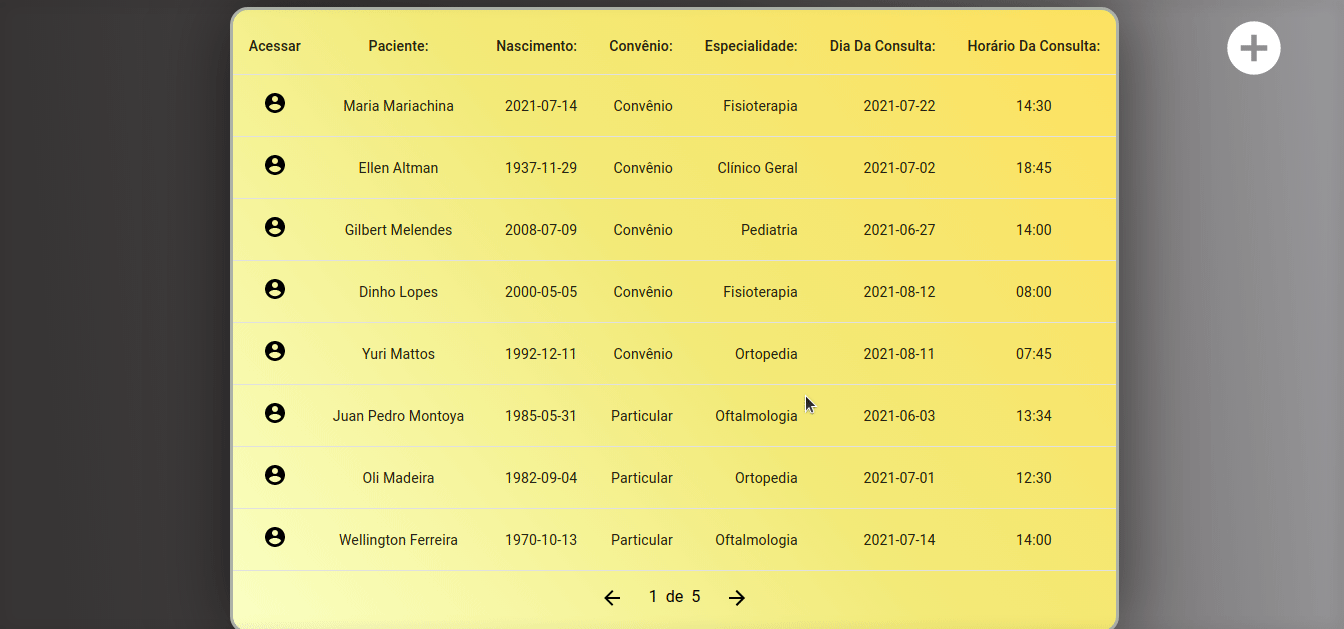 Acessar Paciente: Nascimento: Convênio: Especialidade: Dia Da Consulta: Horário Da Consulta:
Maria Mariachina 2021-07-14 Convênio Fisioterapia 2021-07-22 14:30
Ellen Altman 1937-11-29 Convênio Clínico Geral 2021-07-02 18:45
Gilbert Melendes 2008-07-09 Convênio Pediatria 2021-06-27 14:00
Dinho Lopes 2000-05-05 Convênio Fisioterapia 2021-08-12 08:00
Yuri Mattos 1992-12-11 Convênio Ortopedia 2021-08-11 07:45
Juan Pedro Montoya 1985-05-31 Particular Oftalmologia 2021-06-03 13:34
Oli Madeira 1982-09-04 Particular Ortopedia 2021-07-01 12:30
Wellington Ferreira 1970-10-13 Particular Oftalmologia 2021-07-14 14:00
1 de 5